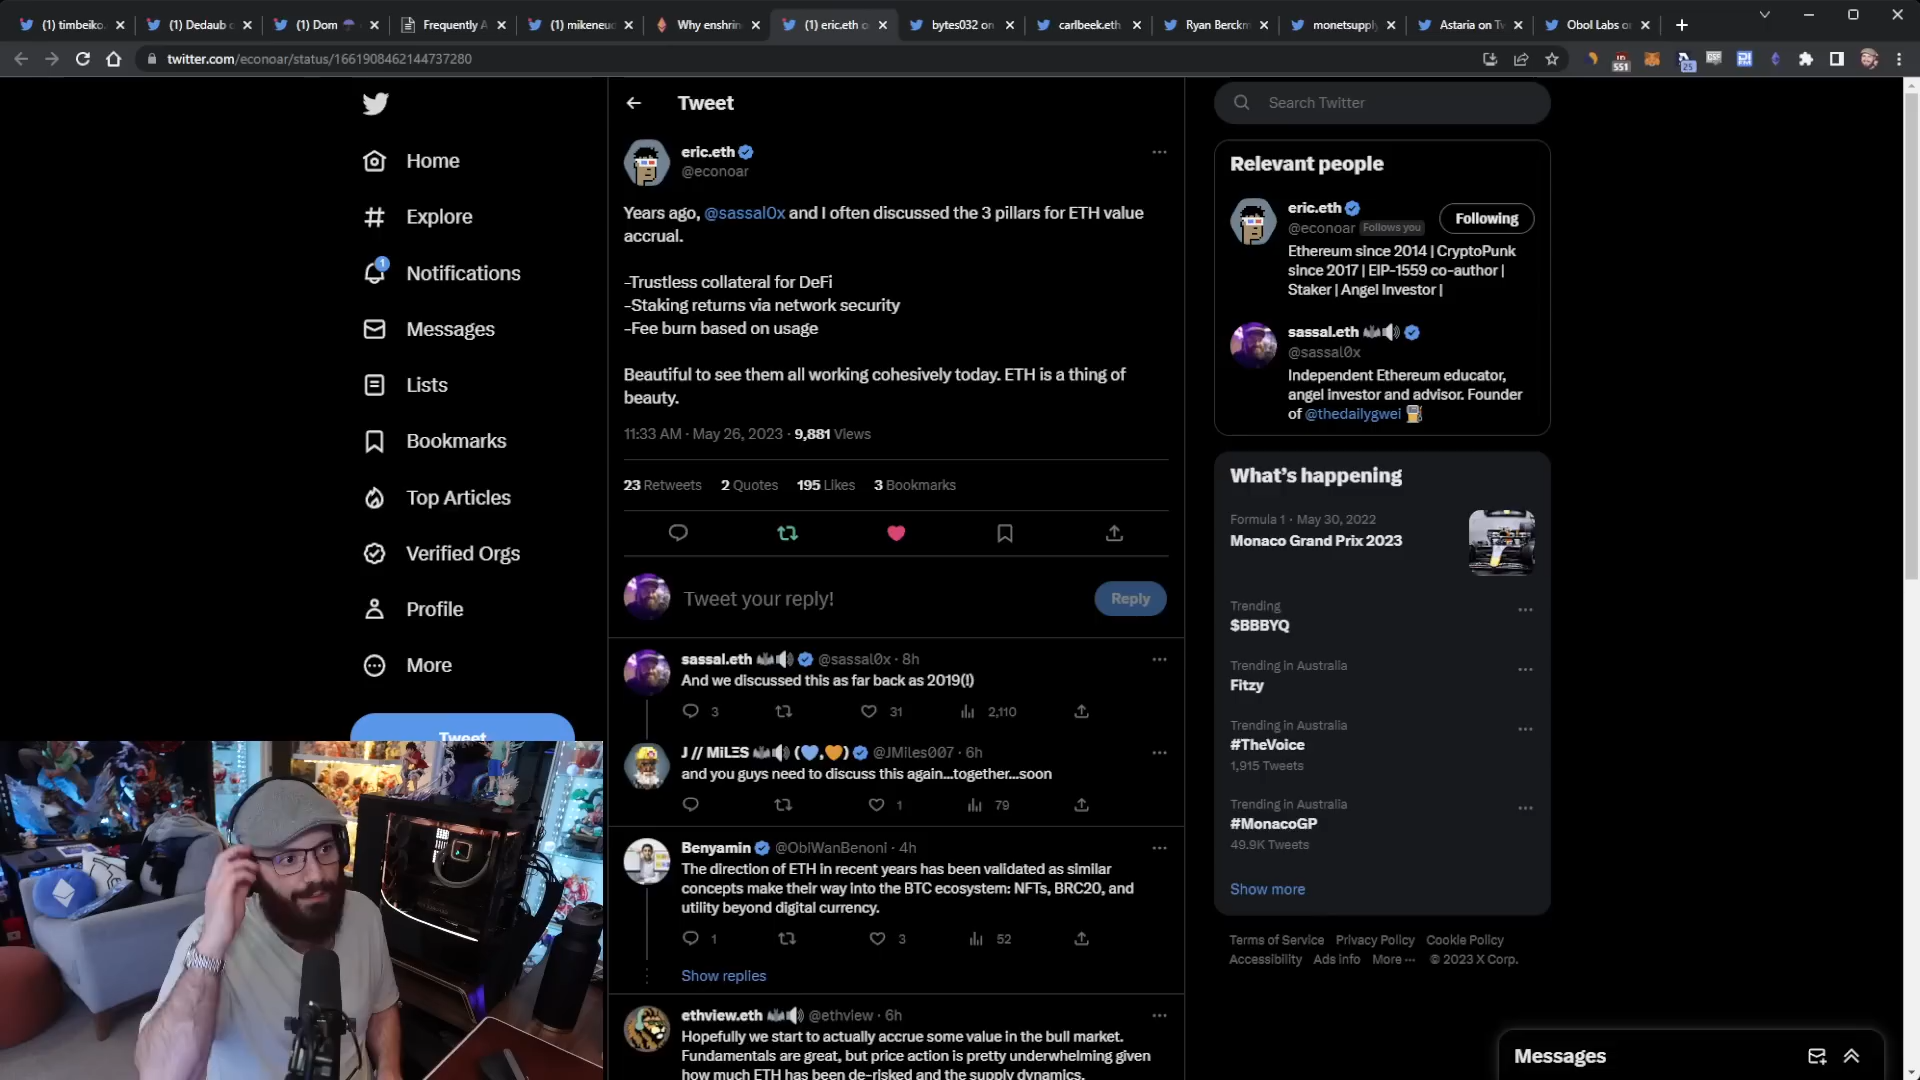 (1) timbeiko.
(1) Dedaub o
(1) Dom
Frequently A
(1) mikeneuc
Why enshrin
(1) eric.eth o
bytes032 on
carlbeek.eth
Ryan Berckm
monetsupply
Astaria on Tw
Obol Labs o
twitter.com/econoar/status/1661908462144737280
551
25
Home
Explore
1
Notifications
Messages
Lists
Bookmarks
Top Articles
Verified Orgs
Profile
More
Tweet
Tweet
eric.eth
@econoar
Years ago, @sassal0x and I often discussed the 3 pillars for ETH value
accrual.
-Trustless collateral for DeFi
-Staking returns via network security
-Fee burn based on usage
Beautiful to see them all working cohesively today. ETH is a thing of
beauty.
11:33 AM · May 26, 2023 · 9,881 Views
23 Retweets 2 Quotes 195 Likes 3 Bookmarks
Tweet your reply!
Reply
sassal.eth 🦇🔊 @sassal0x · 8h
And we discussed this as far back as 2019(!)
3 31 2,110
J // MiLΞS 🦇🔊 (💙,🧡) @JMiles007 · 6h
and you guys need to discuss this again...together...soon
1 79
Benyamin @ObiWanBenoni · 4h
The direction of ETH in recent years has been validated as similar
concepts make their way into the BTC ecosystem: NFTs, BRC20, and
utility beyond digital currency.
1 3 52
Show replies
ethview.eth 🦇🔊 @ethview · 6h
Hopefully we start to actually accrue some value in the bull market.
Fundamentals are great, but price action is pretty underwhelming given
how much ETH has been de-risked and the supply dynamics.
Search Twitter
Relevant people
eric.eth
@econoar Follows you
Following
Ethereum since 2014 | CryptoPunk
since 2017 | EIP-1559 co-author |
Staker | Angel Investor |
sassal.eth 🦇🔊
@sassal0x
Independent Ethereum educator,
angel investor and advisor. Founder
of @thedailygwei ⛽
What's happening
Formula 1 · May 30, 2022
Monaco Grand Prix 2023
Trending
$BBBYQ
Trending in Australia
Fitzy
Trending in Australia
#TheVoice
1,915 Tweets
Trending in Australia
#MonacoGP
49.9K Tweets
Show more
Terms of Service Privacy Policy Cookie Policy
Accessibility Ads info More ··· © 2023 X Corp.
Messages